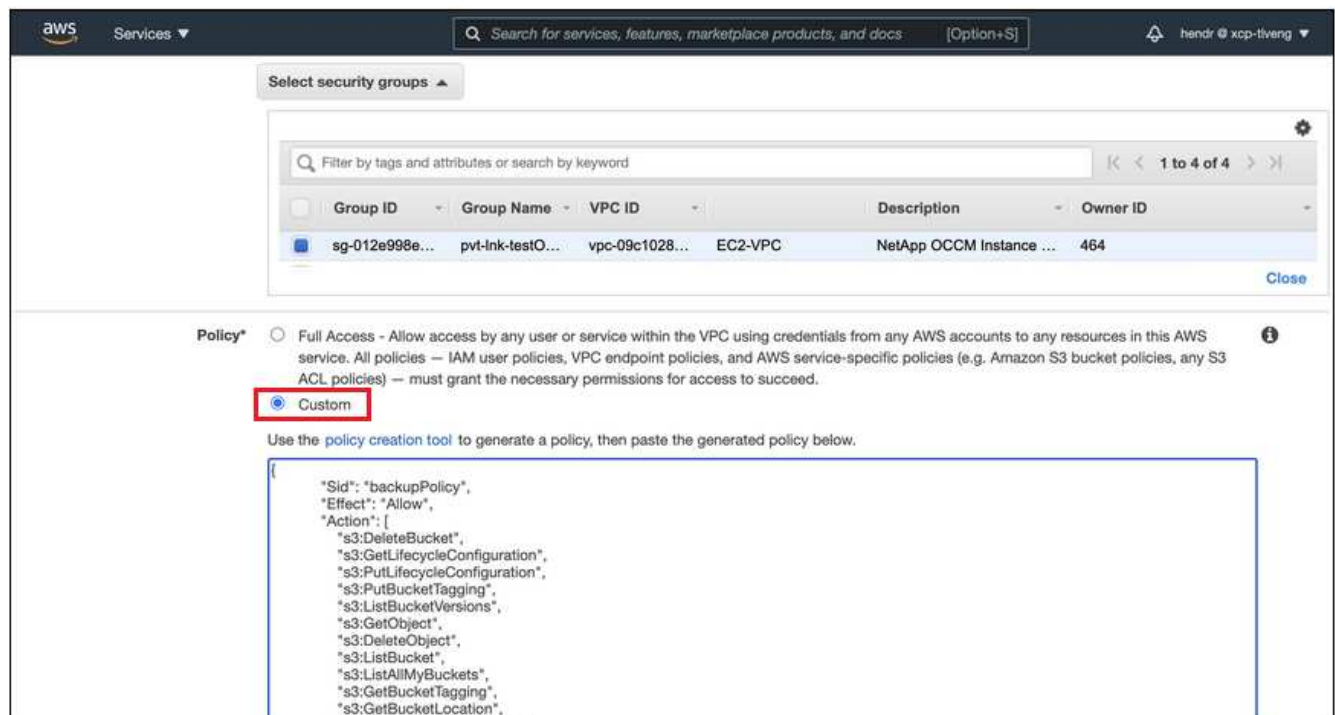 aws Services ▼ Search for services, features, marketplace products, and docs [Option+S] hendr @ xcp-tlveng ▼
Select security groups ▲
Filter by tags and attributes or search by keyword |< < 1 to 4 of 4 > >|
Group ID Group Name VPC ID Description Owner ID
sg-012e998e... pvt-lnk-testO... vpc-09c1028... EC2-VPC NetApp OCCM Instance ... 464
Close
Policy* Full Access - Allow access by any user or service within the VPC using credentials from any AWS accounts to any resources in this AWS
service. All policies — IAM user policies, VPC endpoint policies, and AWS service-specific policies (e.g. Amazon S3 bucket policies, any S3
ACL policies) — must grant the necessary permissions for access to succeed.
Custom
Use the policy creation tool to generate a policy, then paste the generated policy below.
{
"Sid": "backupPolicy",
"Effect": "Allow",
"Action": [
"s3:DeleteBucket",
"s3:GetLifecycleConfiguration",
"s3:PutLifecycleConfiguration",
"s3:PutBucketTagging",
"s3:ListBucketVersions",
"s3:GetObject",
"s3:DeleteObject",
"s3:ListBucket",
"s3:ListAllMyBuckets",
"s3:GetBucketTagging",
"s3:GetBucketLocation",